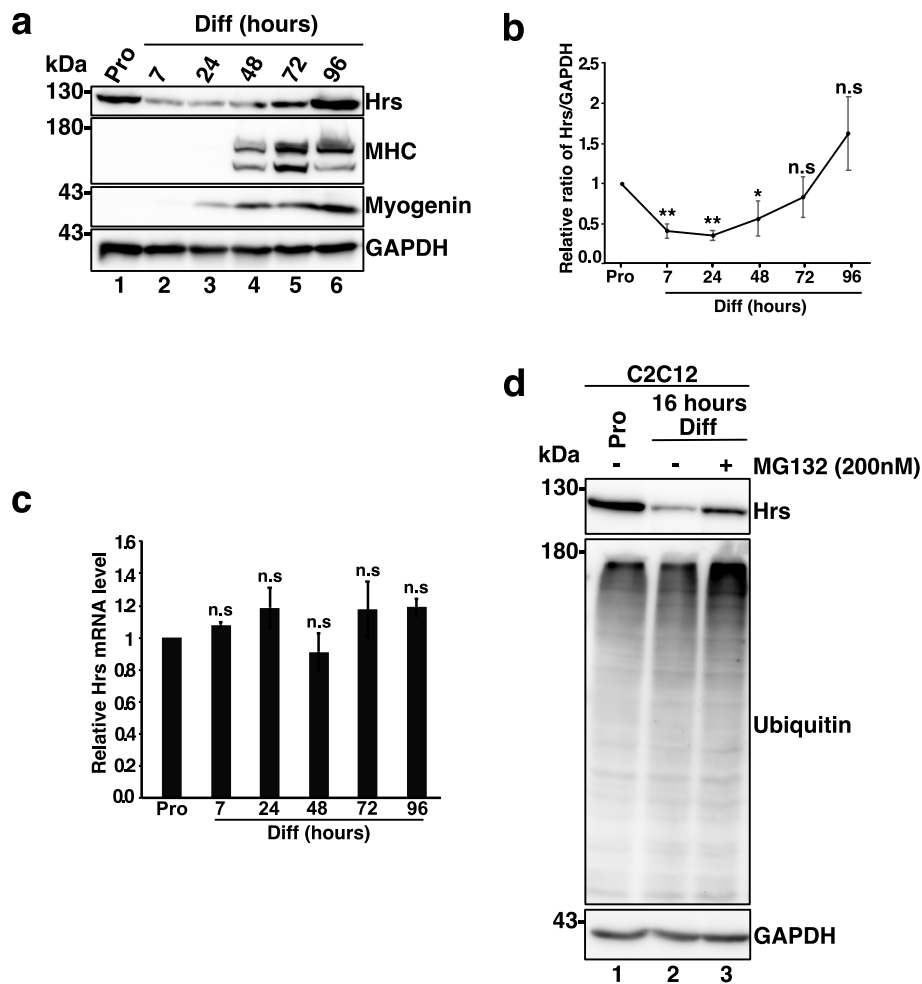 a
Diff (hours)
kDa
Pro 7 24 48 72 96
130
Hrs
180
MHC
43
Myogenin
43
GAPDH
1 2 3 4 5 6
b
Relative ratio of Hrs/GAPDH
2.5
2
1.5
1
0.5
0.0
** ** * n.s n.s
Pro 7 24 48 72 96
Diff (hours)
c
Relative Hrs mRNA level
1.6
1.4
1.2
1
0.8
0.6
0.4
0.2
0.0
n.s n.s n.s n.s n.s
Pro 7 24 48 72 96
Diff (hours)
d
C2C12
Pro
16 hours
Diff
kDa
- - + MG132 (200nM)
130
Hrs
180
Ubiquitin
43
GAPDH
1 2 3